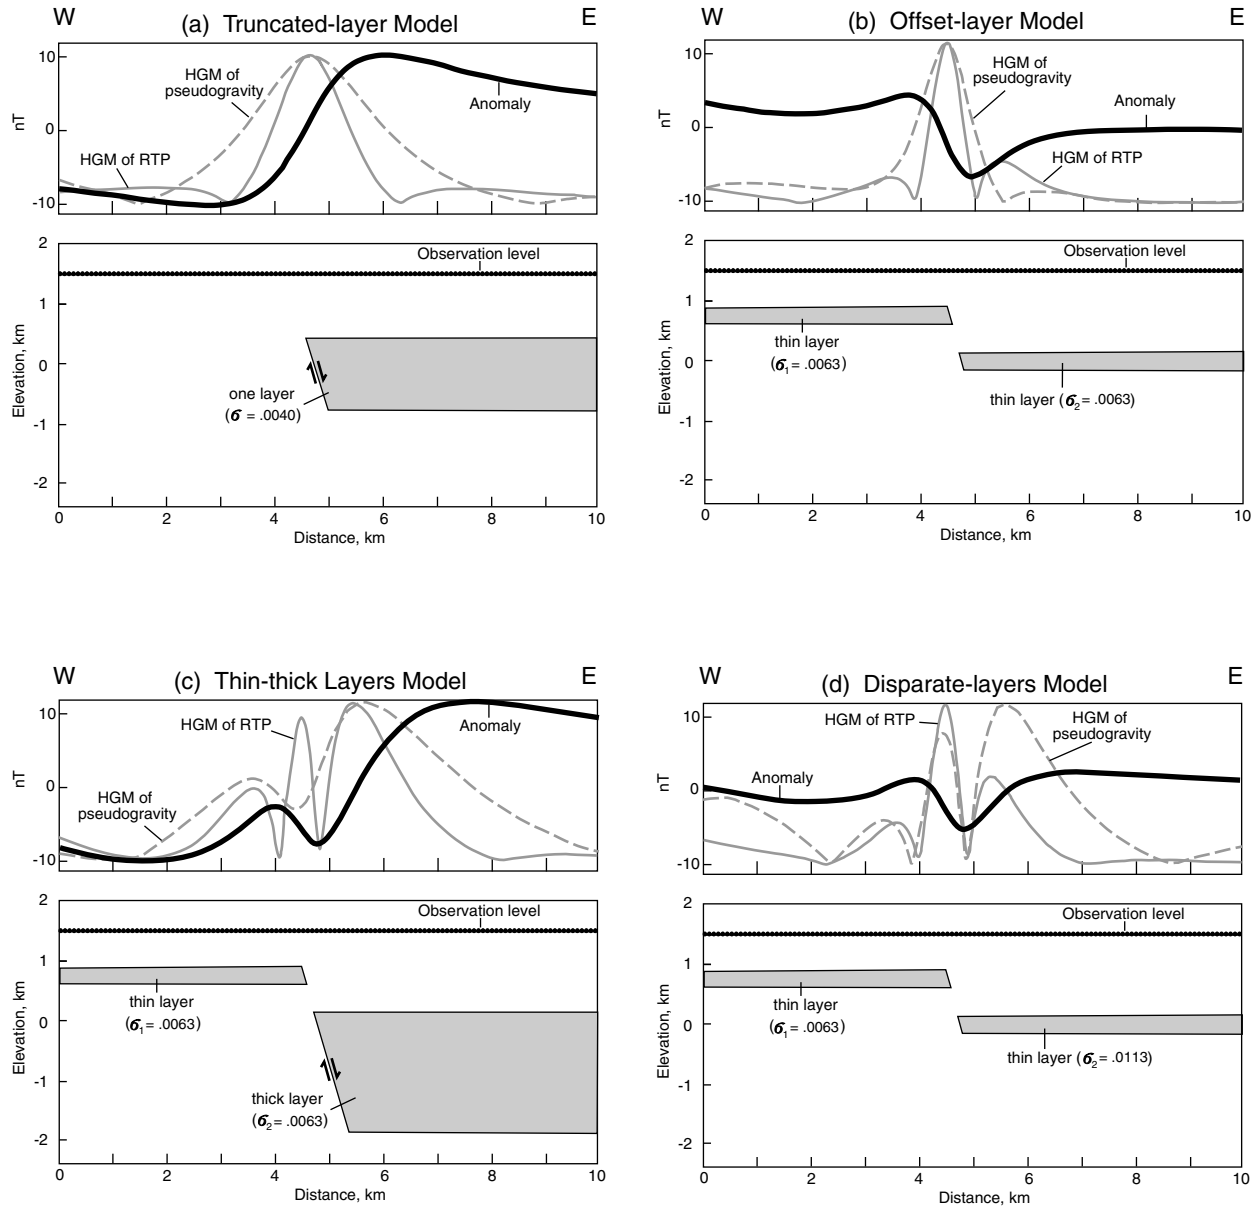 W (a) Truncated-layer Model E
10
0
-10
nT
HGM of
pseudogravity
HGM of RTP
Anomaly
2
1
0
-1
-2
Elevation, km
Observation level
one layer
(σ = .0040)
0 2 4 6 8 10
Distance, km
W (b) Offset-layer Model E
10
0
-10
nT
HGM of
pseudogravity
Anomaly
HGM of RTP
2
1
0
-1
-2
Elevation, km
Observation level
thin layer
(σ1 = .0063)
thin layer (σ2 = .0063)
0 2 4 6 8 10
Distance, km
W (c) Thin-thick Layers Model E
10
0
-10
nT
HGM of RTP
Anomaly
HGM of
pseudogravity
2
1
0
-1
-2
Elevation, km
Observation level
thin layer
(σ1 = .0063)
thick layer
(σ2 = .0063)
0 2 4 6 8 10
Distance, km
W (d) Disparate-layers Model E
10
0
-10
nT
HGM of RTP
HGM of
pseudogravity
Anomaly
2
1
0
-1
-2
Elevation, km
Observation level
thin layer
(σ1 = .0063)
thin layer (σ2 = .0113)
0 2 4 6 8 10
Distance, km